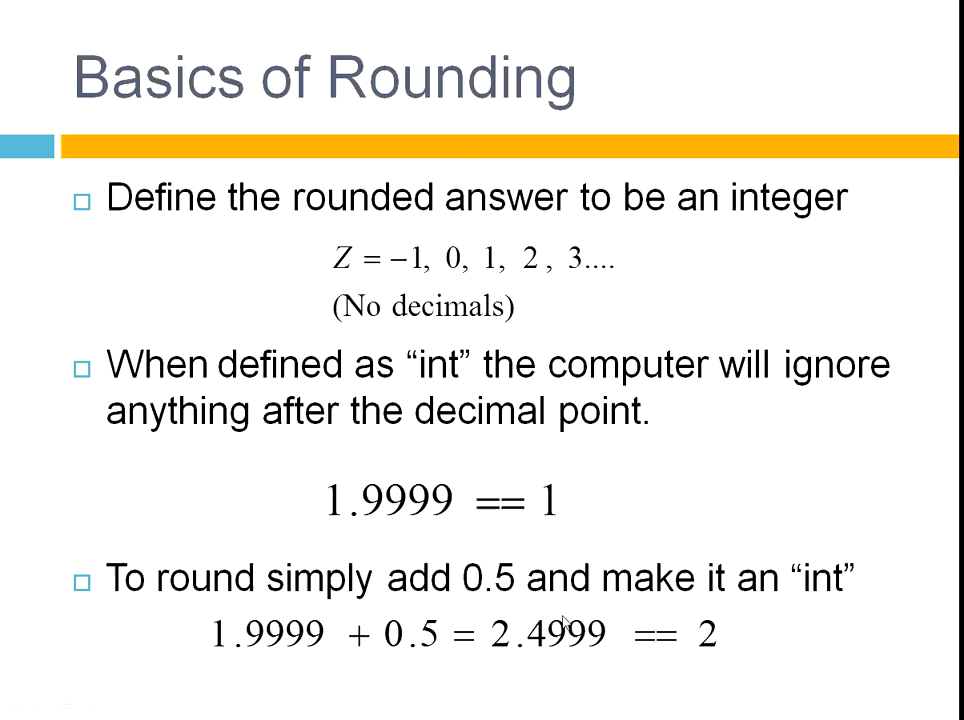 Basics of Rounding
Define the rounded answer to be an integer
Z = −1, 0, 1, 2 , 3....
(No decimals)
When defined as “int” the computer will ignore
anything after the decimal point.
1.9999 == 1
To round simply add 0.5 and make it an “int”
1.9999 + 0.5 = 2.4999 == 2